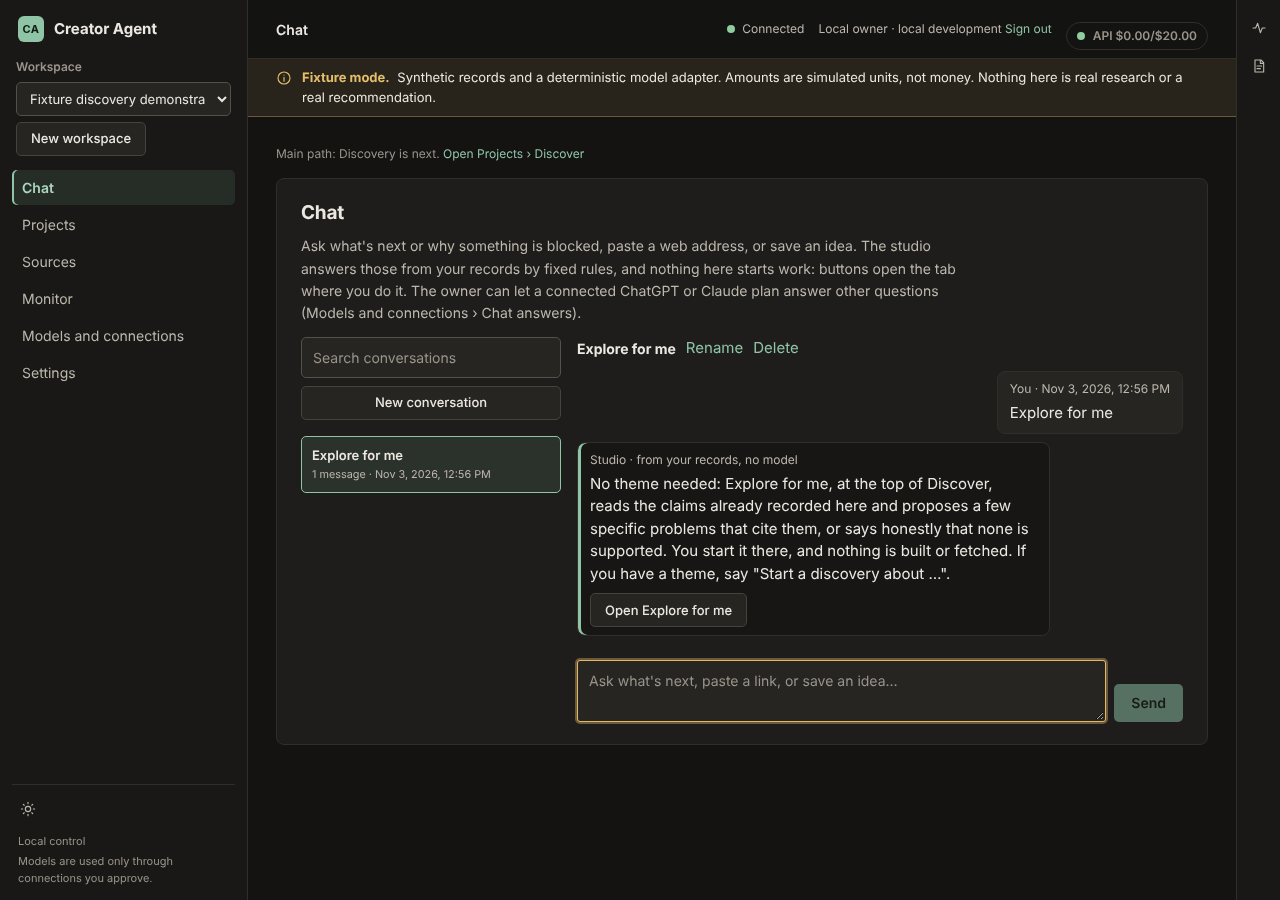 CA
Creator Agent
Workspace
Fixture discovery demonstra
New workspace
Chat
Projects
Sources
Monitor
Models and connections
Settings
Local control
Models are used only through
connections you approve.
Chat
Connected
Local owner · local development Sign out
API $0.00/$20.00
Fixture mode. Synthetic records and a deterministic model adapter. Amounts are simulated units, not money. Nothing here is real research or a
real recommendation.
Main path: Discovery is next. Open Projects › Discover
Chat
Ask what's next or why something is blocked, paste a web address, or save an idea. The studio
answers those from your records by fixed rules, and nothing here starts work: buttons open the tab
where you do it. The owner can let a connected ChatGPT or Claude plan answer other questions
(Models and connections › Chat answers).
Search conversations
New conversation
Explore for me
1 message · Nov 3, 2026, 12:56 PM
Explore for me Rename Delete
You · Nov 3, 2026, 12:56 PM
Explore for me
Studio · from your records, no model
No theme needed: Explore for me, at the top of Discover,
reads the claims already recorded here and proposes a few
specific problems that cite them, or says honestly that none is
supported. You start it there, and nothing is built or fetched. If
you have a theme, say "Start a discovery about ...".
Open Explore for me
Ask what's next, paste a link, or save an idea...
Send